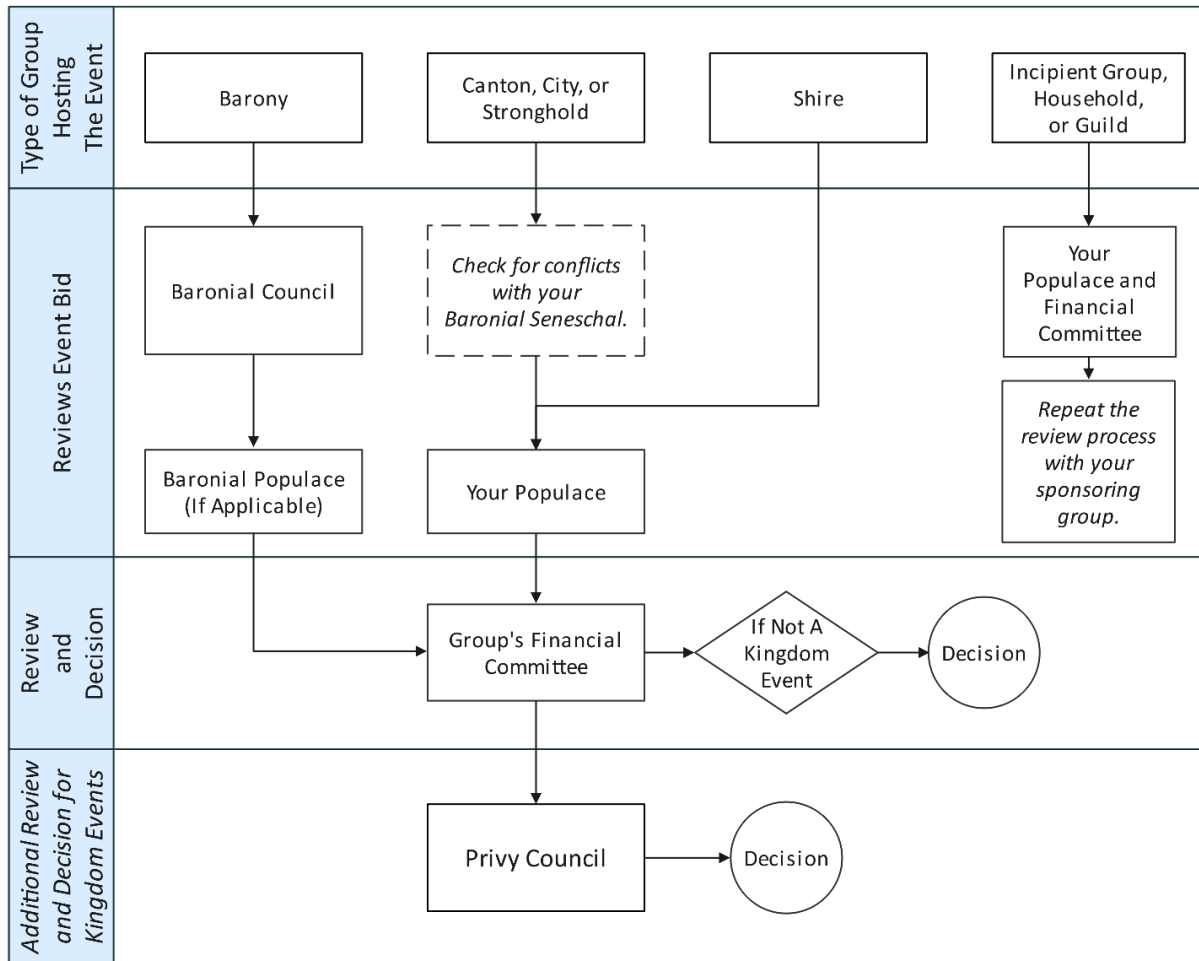 Type of Group
Hosting
The Event
Barony
Canton, City, or
Stronghold
Shire
Incipient Group,
Household,
or Guild
Reviews Event Bid
Baronial Council
Check for conflicts
with your
Baronial Seneschal.
Your
Populace and
Financial
Committee
Baronial Populace
(If Applicable)
Your Populace
Repeat the
review process
with your
sponsoring
group.
Review
and
Decision
Group's Financial
Committee
If Not A
Kingdom
Event
Decision
Additional Review
and Decision for
Kingdom Events
Privy Council
Decision